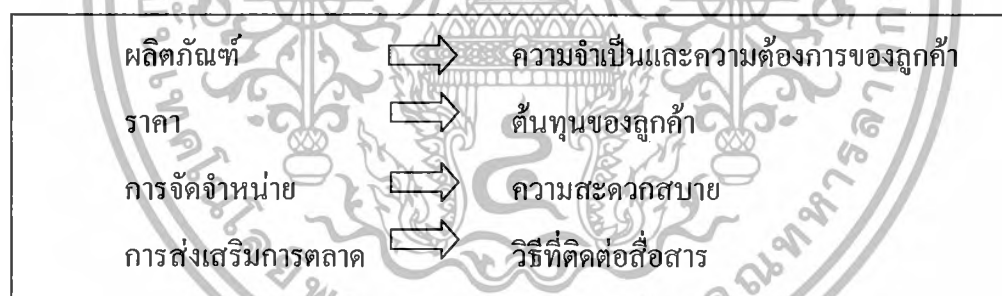 ผลิตภัณฑ์ ความจำเป็นและความต้องการของลูกค้า
ราคา ต้นทุนของลูกค้า
การจัดจำหน่าย ความสะดวกสบาย
การส่งเสริมการตลาด วิธีที่ติดต่อสื่อสาร